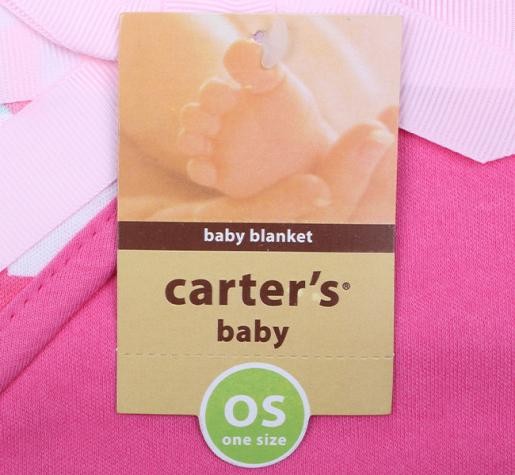 baby blanket
carter's®
baby
OS
one size